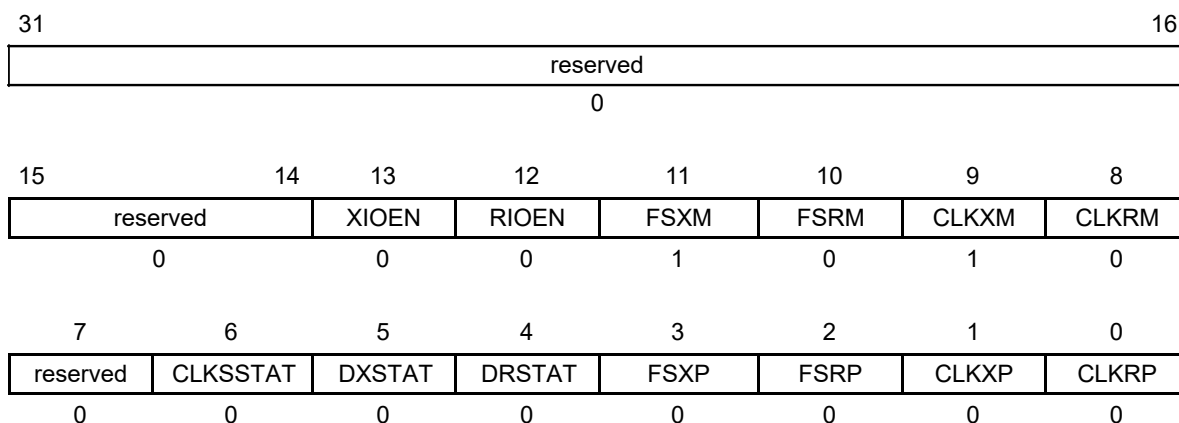 31 16
reserved
0
15 14 13 12 11 10 9 8
reserved XIOEN RIOEN FSXM FSRM CLKXM CLKRM
0 0 0 1 0 1 0
7 6 5 4 3 2 1 0
reserved CLKSSTAT DXSTAT DRSTAT FSXP FSRP CLKXP CLKRP
0 0 0 0 0 0 0 0